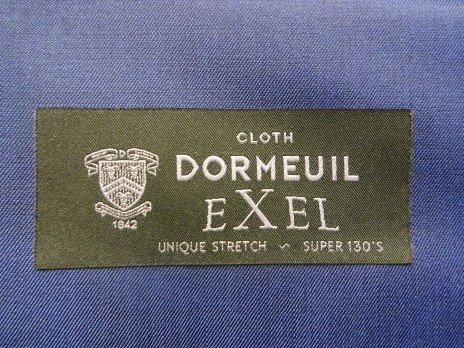 CLOTH
DORMEUIL
EXEL
UNIQUE STRETCH ~ SUPER 130'S
D
1842